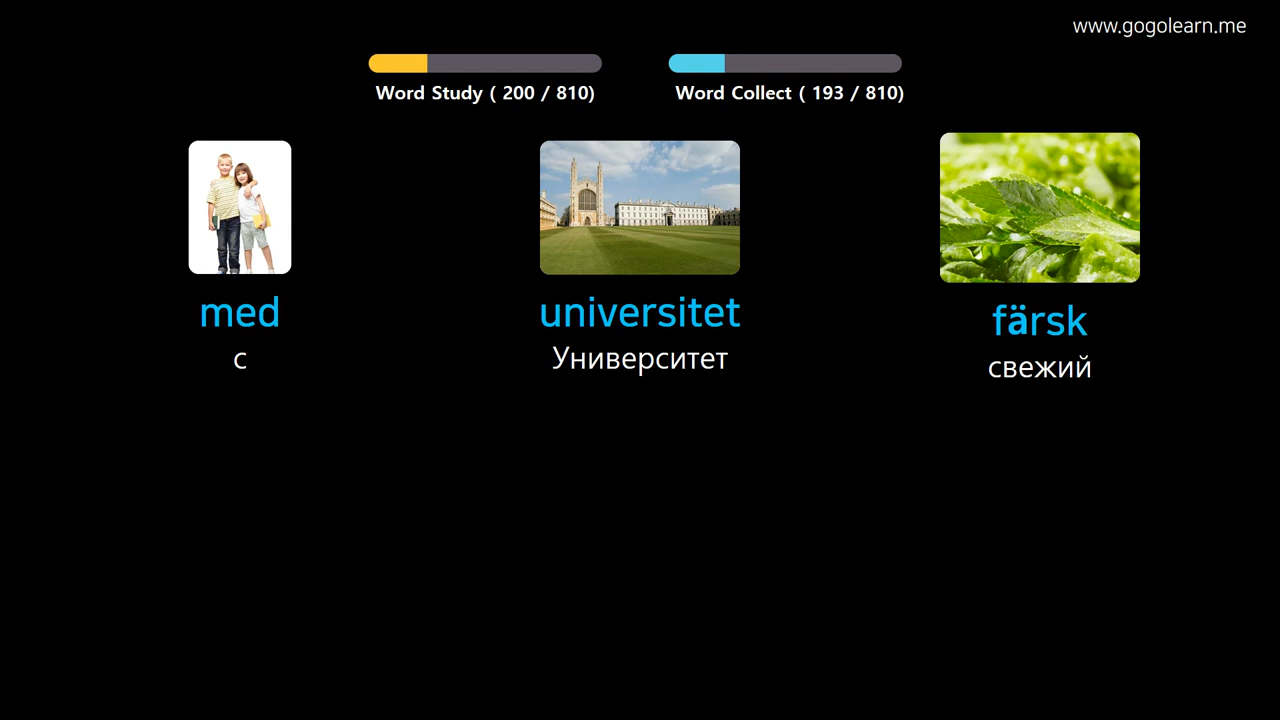 www.gogolearn.me
Word Study ( 200 / 810)
Word Collect ( 193 / 810)
med
с
universitet
Университет
färsk
свежий